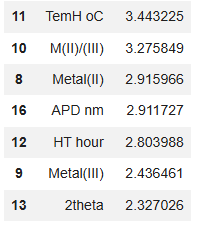 11 TemH oC 3.443225
10 M(II)/(III) 3.275849
8 Metal(II) 2.915966
16 APD nm 2.911727
12 HT hour 2.803988
9 Metal(III) 2.436461
13 2theta 2.327026